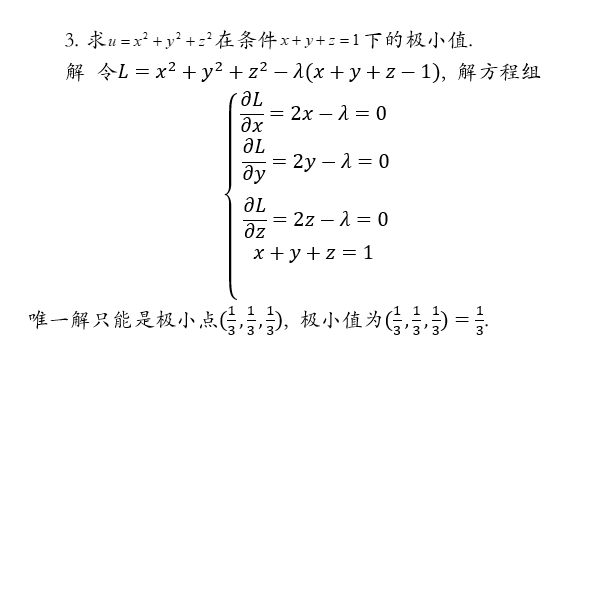 3. 求u = x² + y² + z²在条件x + y + z = 1下的极小值.
解 令L = x² + y² + z² − λ(x + y + z − 1), 解方程组
∂L/∂x = 2x − λ = 0
∂L/∂y = 2y − λ = 0
∂L/∂z = 2z − λ = 0
x + y + z = 1
唯一解只能是极小点(1/3, 1/3, 1/3), 极小值为(1/3, 1/3, 1/3) = 1/3.